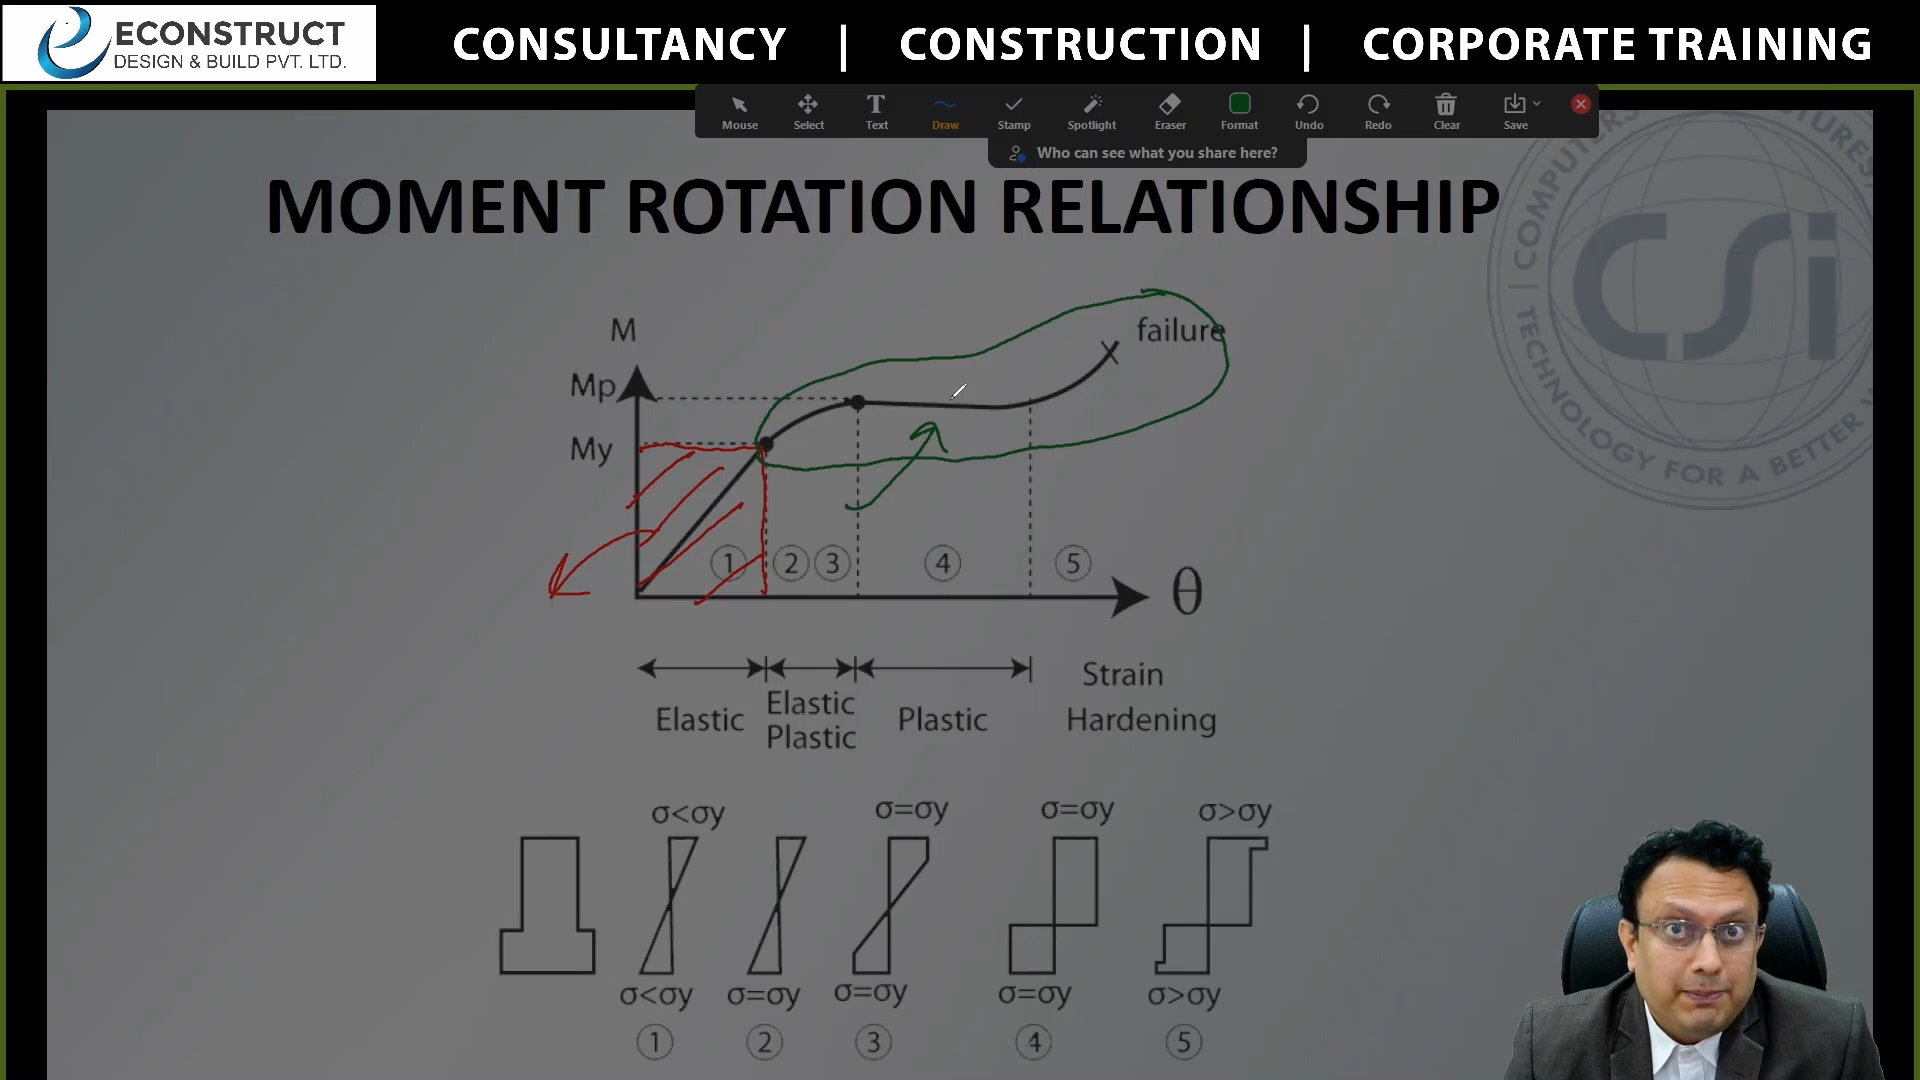 ECONSTRUCT
DESIGN & BUILD PVT. LTD.
CONSULTANCY | CONSTRUCTION | CORPORATE TRAINING
Mouse Select Text Draw Stamp Spotlight Eraser Format Undo Redo Clear Save
Who can see what you share here?
MOMENT ROTATION RELATIONSHIP
CSi
TECHNOLOGY FOR A BETTER
M
failure
Mp
My
① ② ③ ④ ⑤
θ
Elastic
Elastic
Plastic
Plastic
Strain
Hardening
σ<σy σ=σy σ=σy σ>σy
σ<σy σ=σy σ=σy σ=σy σ>σy
① ② ③ ④ ⑤